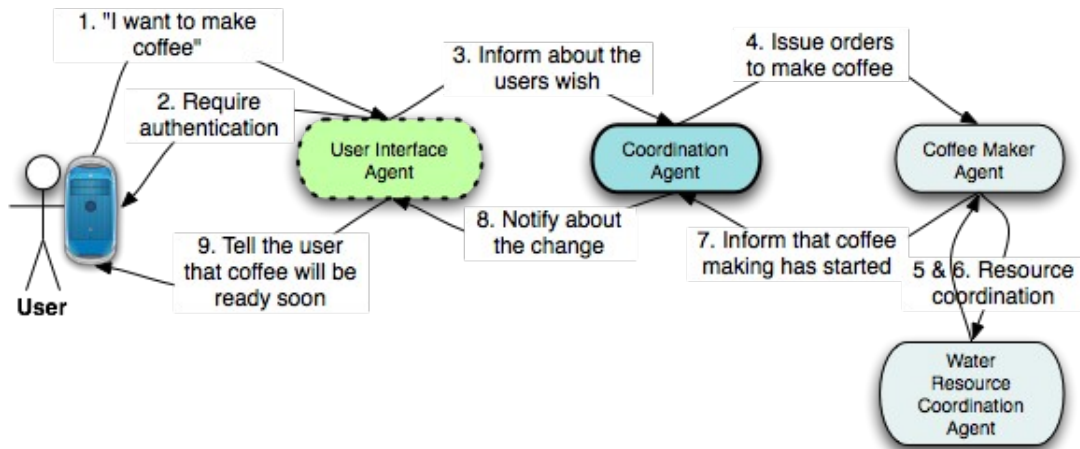 1. "I want to make
coffee"
2. Require
authentication
3. Inform about the
users wish
4. Issue orders
to make coffee
User Interface
Agent
Coordination
Agent
Coffee Maker
Agent
8. Notify about
the change
9. Tell the user
that coffee will be
ready soon
7. Inform that coffee
making has started
5 & 6. Resource
coordination
User
Water
Resource
Coordination
Agent